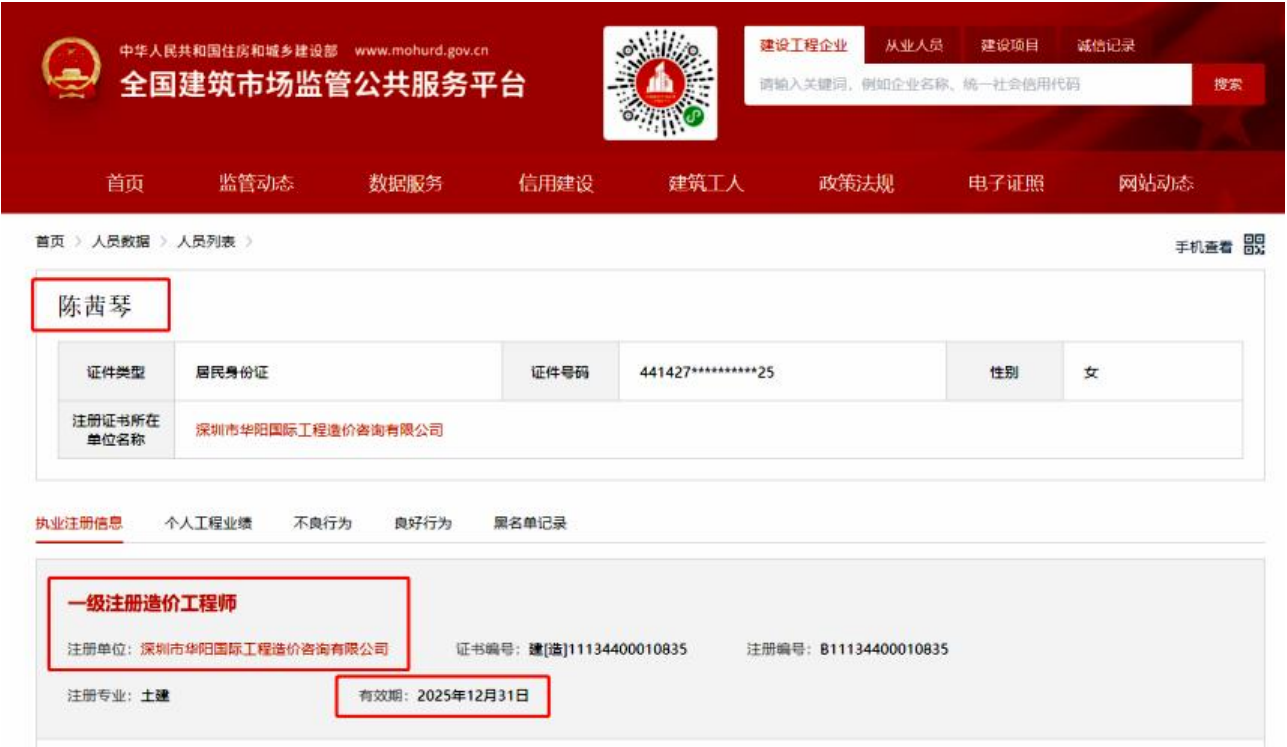 中华人民共和国住房和城乡建设部 www.mohurd.gov.cn
全国建筑市场监管公共服务平台
建设工程企业 从业人员 建设项目 诚信记录
请输入关键词，例如企业名称、统一社会信用代码 搜索
首页 监管动态 数据服务 信用建设 建筑工人 政策法规 电子证照 网站动态
首页 > 人员数据 > 人员列表 >
手机查看
陈茜琴
证件类型 居民身份证 证件号码 441427**********25 性别 女
注册证书所在
单位名称
深圳市华阳国际工程造价咨询有限公司
执业注册信息 个人工程业绩 不良行为 良好行为 黑名单记录
一级注册造价工程师
注册单位：深圳市华阳国际工程造价咨询有限公司 证书编号：建[造]11134400010835 注册编号：B11134400010835
注册专业：土建 有效期：2025年12月31日